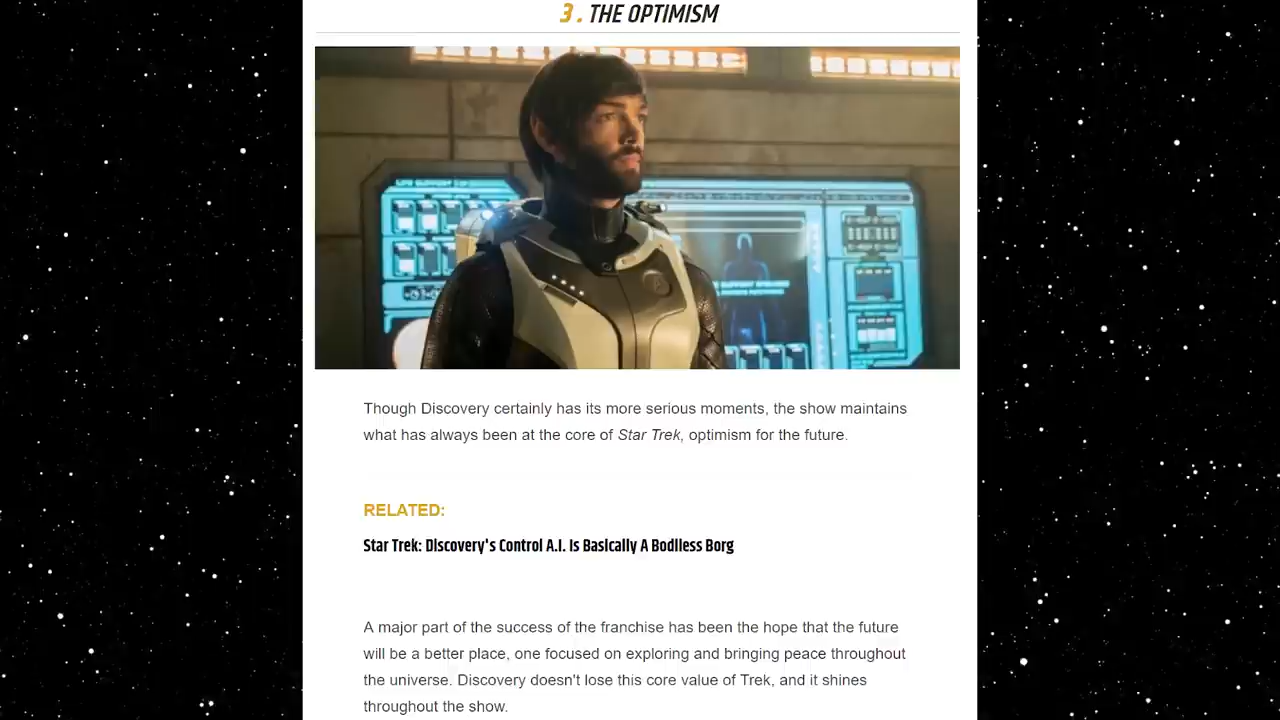 3. THE OPTIMISM
Though Discovery certainly has its more serious moments, the show maintains
what has always been at the core of Star Trek, optimism for the future.
RELATED:
Star Trek: Discovery's Control A.I. Is Basically A Bodiless Borg
A major part of the success of the franchise has been the hope that the future
will be a better place, one focused on exploring and bringing peace throughout
the universe. Discovery doesn't lose this core value of Trek, and it shines
throughout the show.